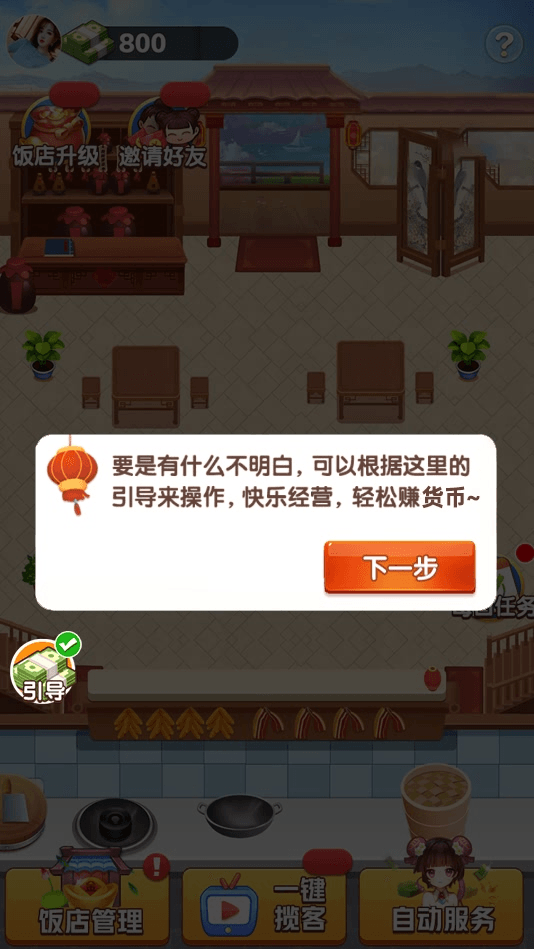 800
?
饭店升级
邀请好友
要是有什么不明白，可以根据这里的
引导来操作，快乐经营，轻松赚货币~
下一步
任务
引导
!
饭店管理
一键
揽客
自动服务